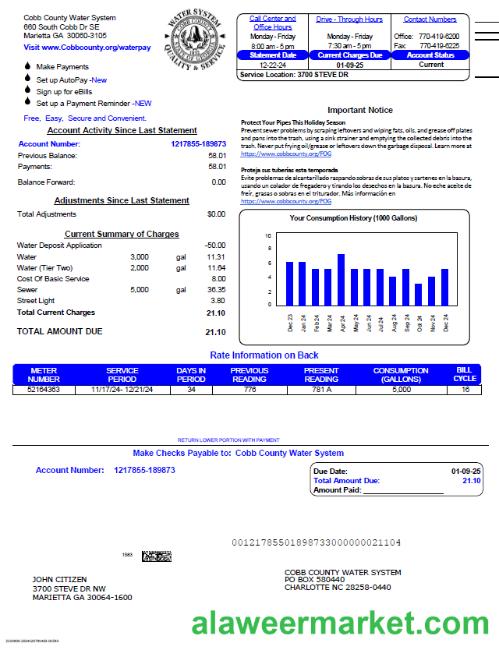 Cobb County Water System
660 South Cobb Dr SE
Marietta GA 30060-3105
Visit www.Cobbcounty.org/waterpay
Make Payments
Set up AutoPay -New
Sign up for eBills
Set up a Payment Reminder -NEW
Free, Easy, Secure and Convenient.
WATER SYSTEM
QUALITY & SERVICE
Call Center and Office Hours
Drive - Through Hours
Contact Numbers
Monday - Friday
8:00 am - 5 pm
Monday - Friday
7:30 am - 5 pm
Office: 770-419-6200
Fax: 770-419-6225
Statement Date
Current Charges Due
Account Status
12-22-24
01-09-25
Current
Service Location: 3700 STEVE DR
Account Activity Since Last Statement
Account Number: 1217855-189873
Previous Balance: 58.01
Payments: 58.01
Balance Forward: 0.00
Adjustments Since Last Statement
Total Adjustments $0.00
Current Summary of Charges
Water Deposit Application -50.00
Water 3,000 gal 11.31
Water (Tier Two) 2,000 gal 11.64
Cost Of Basic Service 8.00
Sewer 5,000 gal 36.35
Street Light 3.80
Total Current Charges 21.10
TOTAL AMOUNT DUE 21.10
Important Notice
Protect Your Pipes This Holiday Season
Prevent sewer problems by scraping leftovers and wiping fats, oils, and grease off plates
and pans into the trash, using a sink strainer and emptying the collected debris into the
trash. Never put frying oil/grease or leftovers down the garbage disposal. Learn more at
https://www.cobbcounty.org/FOG
Proteja sus tuberías esta temporada
Evite problemas de alcantarillado raspando sobras de sus platos y sartenes en la basura,
usando un colador de fregadero y tirando los desechos en la basura. No eche aceite de
freír, grasas o sobras en el triturador. Más información en
https://www.cobbcounty.org/FOG
Your Consumption History (1000 Gallons)
10
8
6
4
2
0
Dec 23
Jan 24
Feb 24
Mar 24
Apr 24
May 24
Jun 24
Jul 24
Aug 24
Sep 24
Oct 24
Nov 24
Dec 24
Rate Information on Back
METER NUMBER
SERVICE PERIOD
DAYS IN PERIOD
PREVIOUS READING
PRESENT READING
CONSUMPTION (GALLONS)
BILL CYCLE
52164363 11/17/24- 12/21/24 34 776 781 A 5,000 16
RETURN LOWER PORTION WITH PAYMENT
Make Checks Payable to: Cobb County Water System
Account Number: 1217855-189873
Due Date: 01-09-25
Total Amount Due: 21.10
Amount Paid:
00121785501898733000000021104
1583
JOHN CITIZEN
3700 STEVE DR NW
MARIETTA GA 30064-1600
COBB COUNTY WATER SYSTEM
PO BOX 580440
CHARLOTTE NC 28258-0440
alaweermarket.com